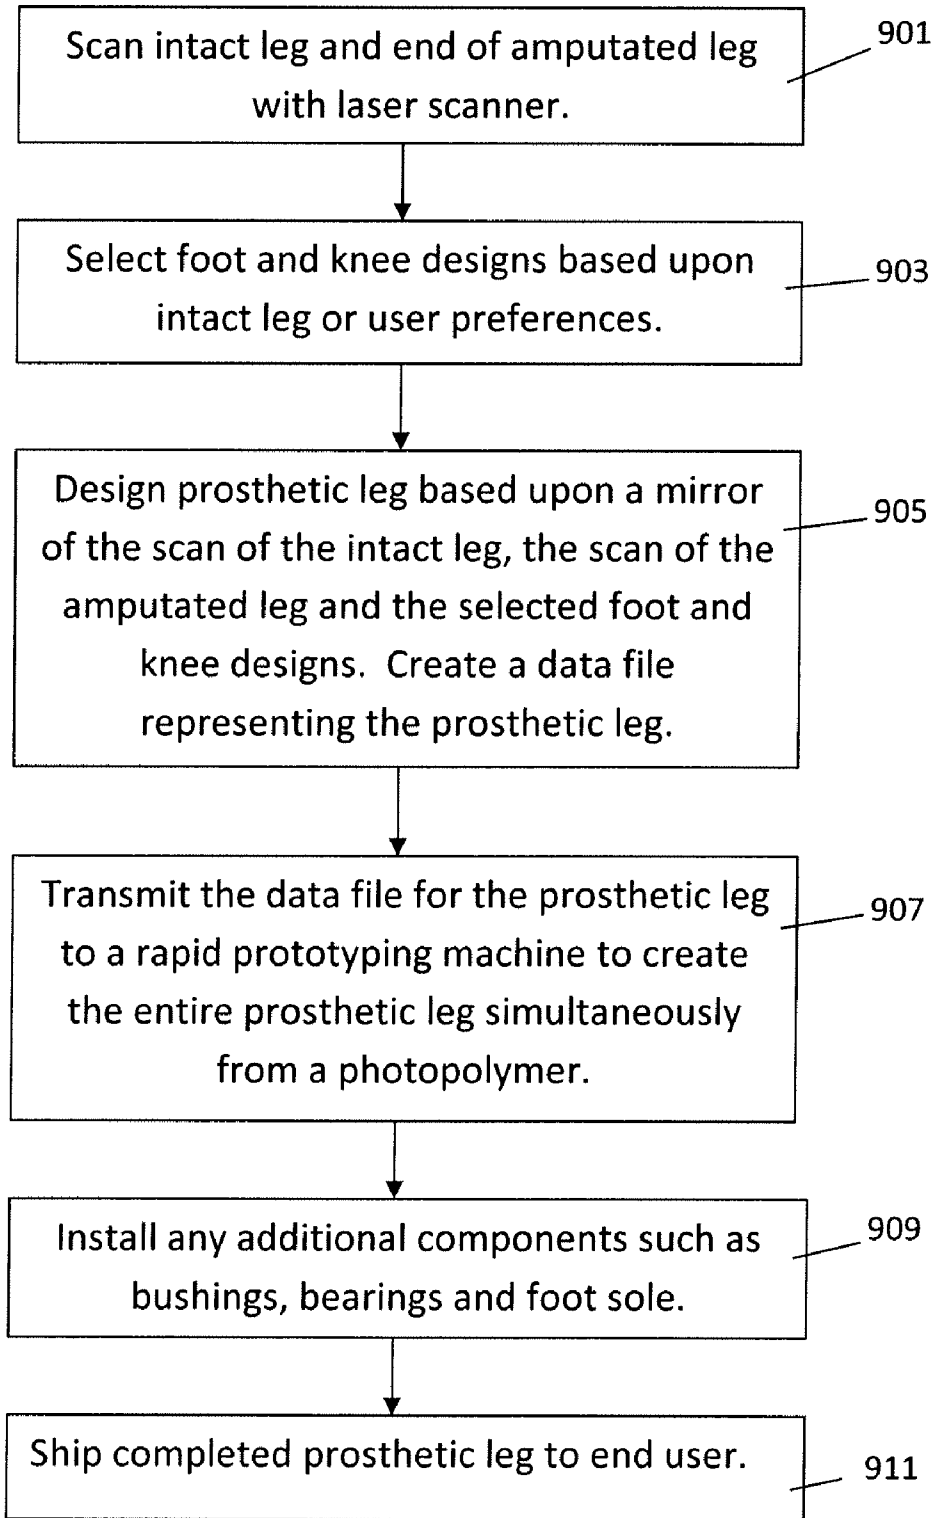 Scan intact leg and end of amputated leg
with laser scanner.
901
Select foot and knee designs based upon
intact leg or user preferences.
903
Design prosthetic leg based upon a mirror
of the scan of the intact leg, the scan of the
amputated leg and the selected foot and
knee designs.  Create a data file
representing the prosthetic leg.
905
Transmit the data file for the prosthetic leg
to a rapid prototyping machine to create
the entire prosthetic leg simultaneously
from a photopolymer.
907
Install any additional components such as
bushings, bearings and foot sole.
909
Ship completed prosthetic leg to end user.
911